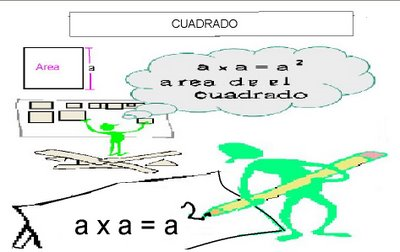 CUADRADO
Area
a
a x a = a²
area de el
cuadrado
a x a = a²